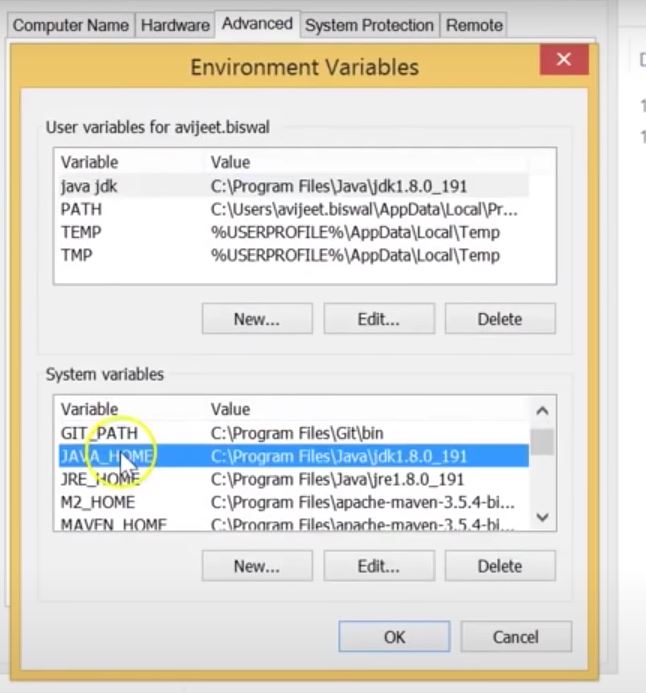 Computer Name Hardware Advanced System Protection Remote
Environment Variables
User variables for avijeet.biswal
Variable Value
java jdk C:\Program Files\Java\jdk1.8.0_191
PATH C:\Users\avijeet.biswal\AppData\Local\Pr...
TEMP %USERPROFILE%\AppData\Local\Temp
TMP %USERPROFILE%\AppData\Local\Temp
New... Edit... Delete
System variables
Variable Value
GIT_PATH C:\Program Files\Git\bin
JAVA_HOME C:\Program Files\Java\jdk1.8.0_191
JRE_HOME C:\Program Files\Java\jre1.8.0_191
M2_HOME C:\Program Files\apache-maven-3.5.4-bi...
MAVEN_HOME C:\Program Files\apache-maven-3.5.4-bi...
New... Edit... Delete
OK Cancel